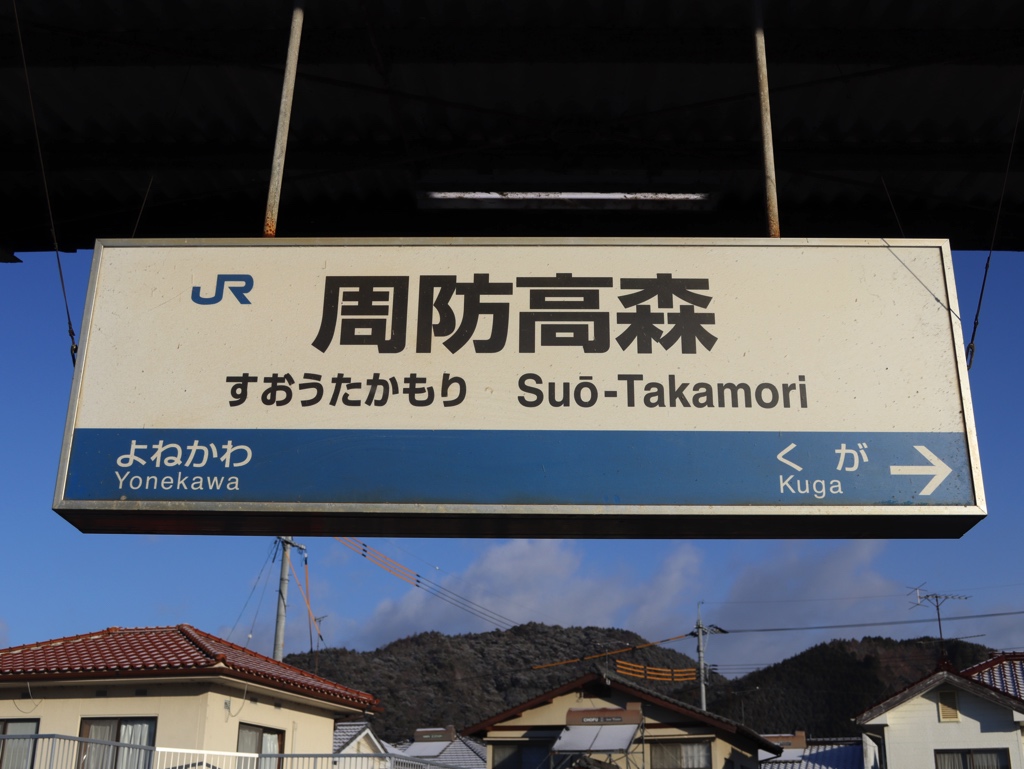 JR 周防高森
すおうたかもり Suō-Takamori
よねかわ くが →
Yonekawa Kuga